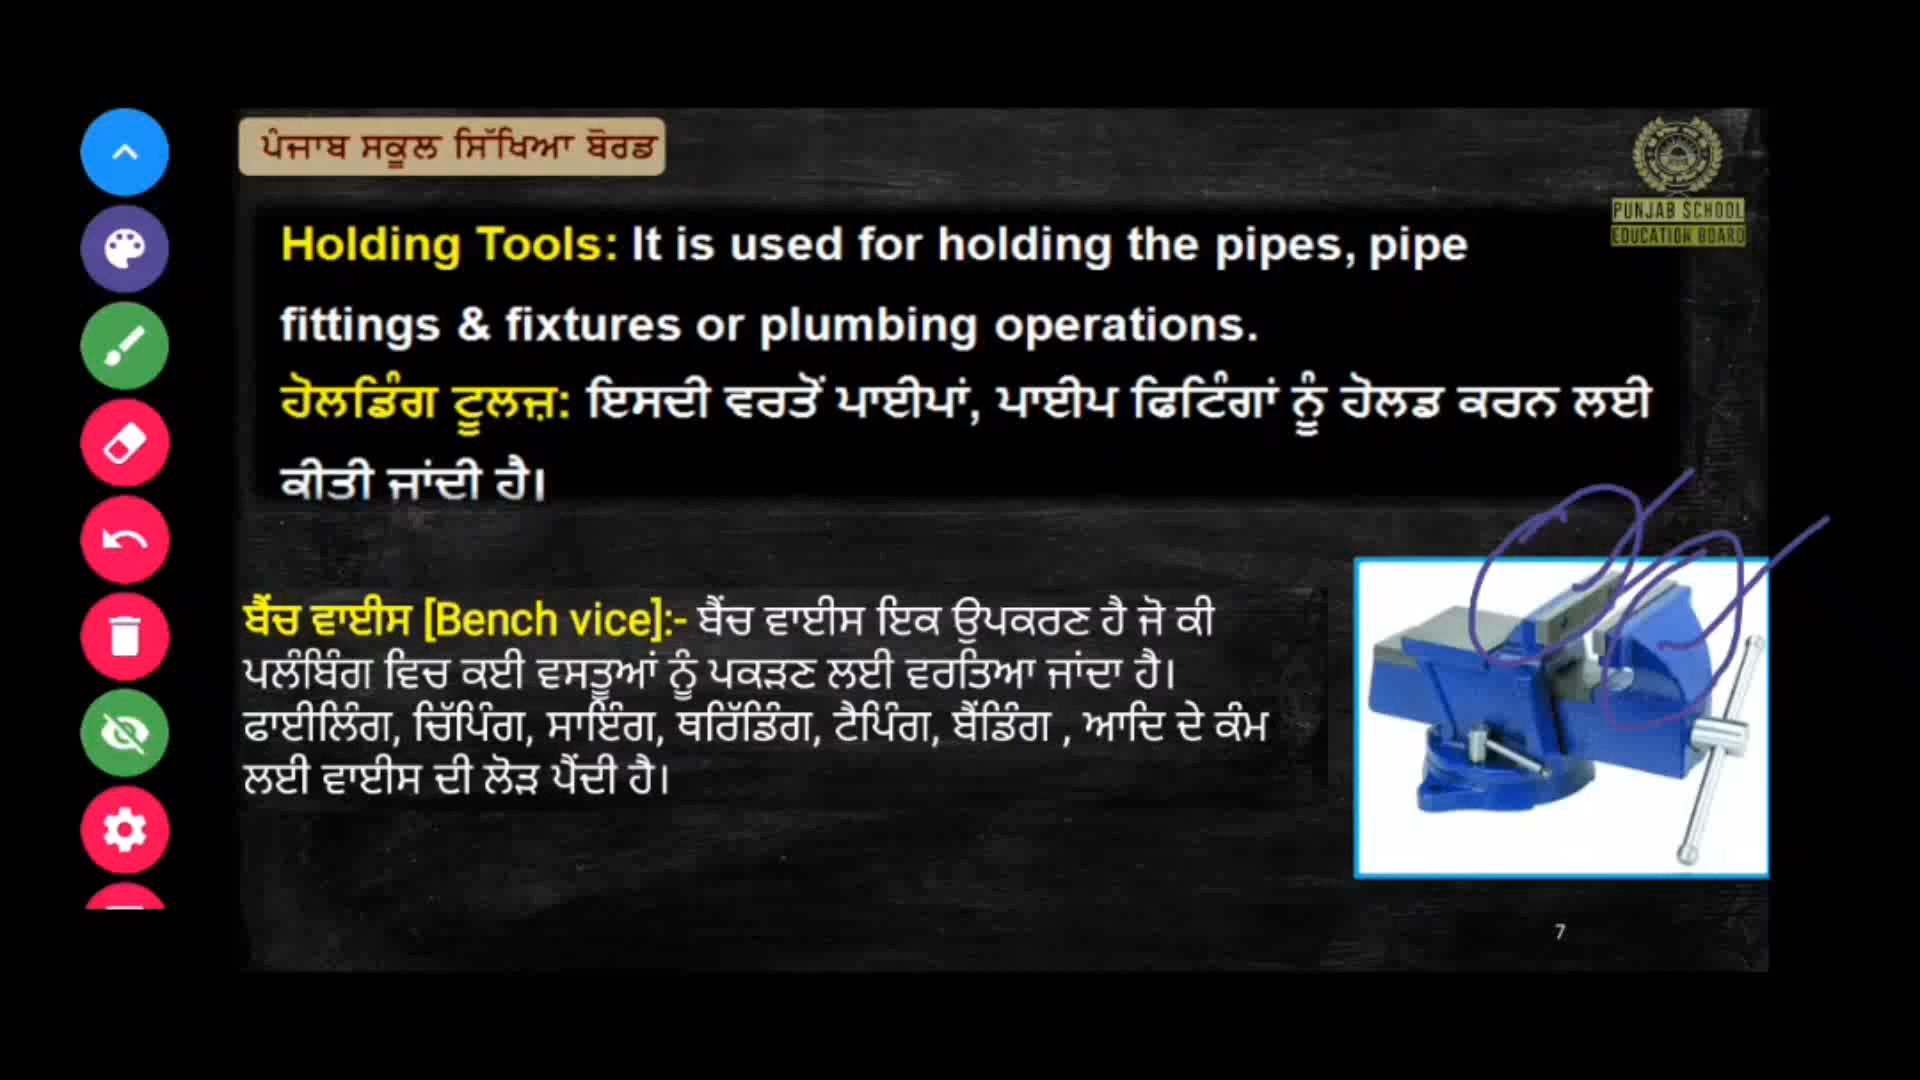 ਪੰਜਾਬ ਸਕੂਲ ਸਿੱਖਿਆ ਬੋਰਡ
PUNJAB SCHOOL
EDUCATION BOARD
Holding Tools: It is used for holding the pipes, pipe
fittings & fixtures or plumbing operations.
ਹੋਲਡਿੰਗ ਟੂਲਜ਼: ਇਸਦੀ ਵਰਤੋਂ ਪਾਈਪਾਂ, ਪਾਈਪ ਫਿਟਿੰਗਾਂ ਨੂੰ ਹੋਲਡ ਕਰਨ ਲਈ
ਕੀਤੀ ਜਾਂਦੀ ਹੈ।
ਬੈਂਚ ਵਾਈਸ [Bench vice]:- ਬੈਂਚ ਵਾਈਸ ਇਕ ਉਪਕਰਣ ਹੈ ਜੋ ਕੀ
ਪਲੰਬਿੰਗ ਵਿਚ ਕਈ ਵਸਤੂਆਂ ਨੂੰ ਪਕੜਣ ਲਈ ਵਰਤਿਆ ਜਾਂਦਾ ਹੈ।
ਫਾਈਲਿੰਗ, ਚਿੱਪਿੰਗ, ਸਾਇੰਗ, ਥਰਿੱਡਿੰਗ, ਟੈਪਿੰਗ, ਬੈਂਡਿੰਗ , ਆਦਿ ਦੇ ਕੰਮ
ਲਈ ਵਾਈਸ ਦੀ ਲੋੜ ਪੈਂਦੀ ਹੈ।
7